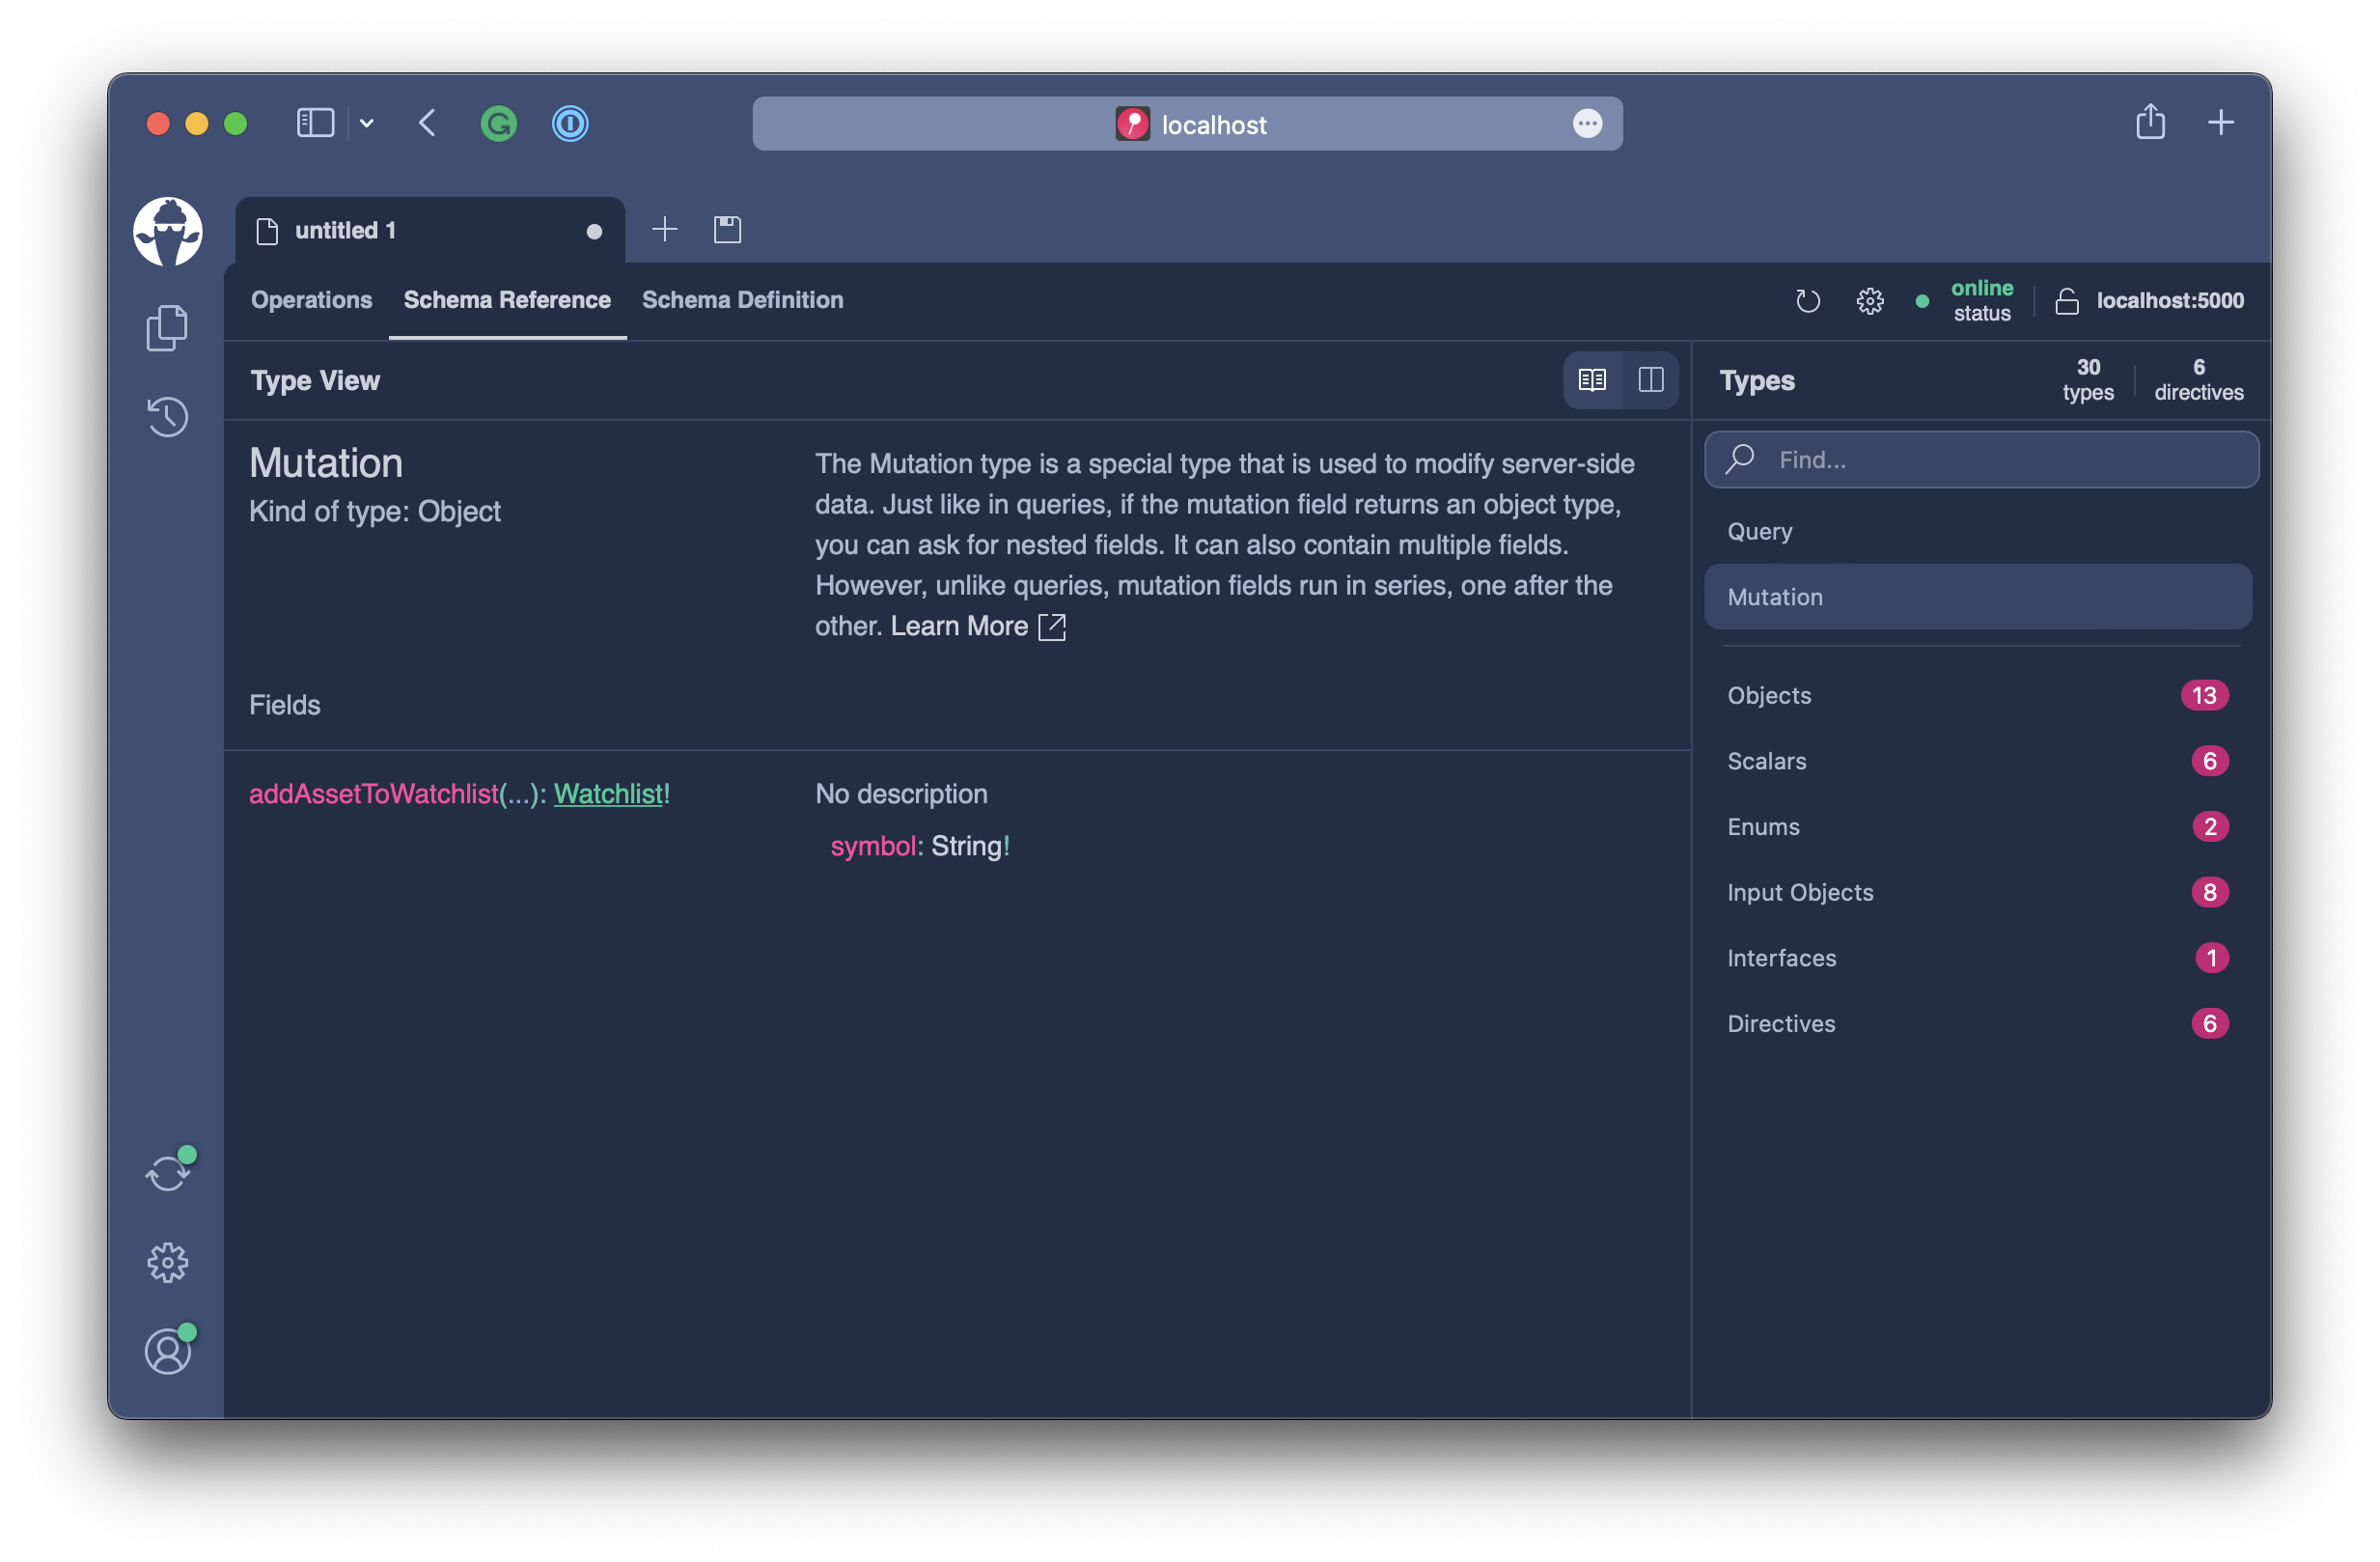 localhost
untitled 1
Operations
Schema Reference
Schema Definition
online
status
localhost:5000
Type View
Types
30
types
6
directives
Mutation
Kind of type: Object
The Mutation type is a special type that is used to modify server-side
data. Just like in queries, if the mutation field returns an object type,
you can ask for nested fields. It can also contain multiple fields.
However, unlike queries, mutation fields run in series, one after the
other. Learn More
Fields
addAssetToWatchlist(...): Watchlist!
No description
symbol: String!
Find...
Query
Mutation
Objects 13
Scalars 6
Enums 2
Input Objects 8
Interfaces 1
Directives 6